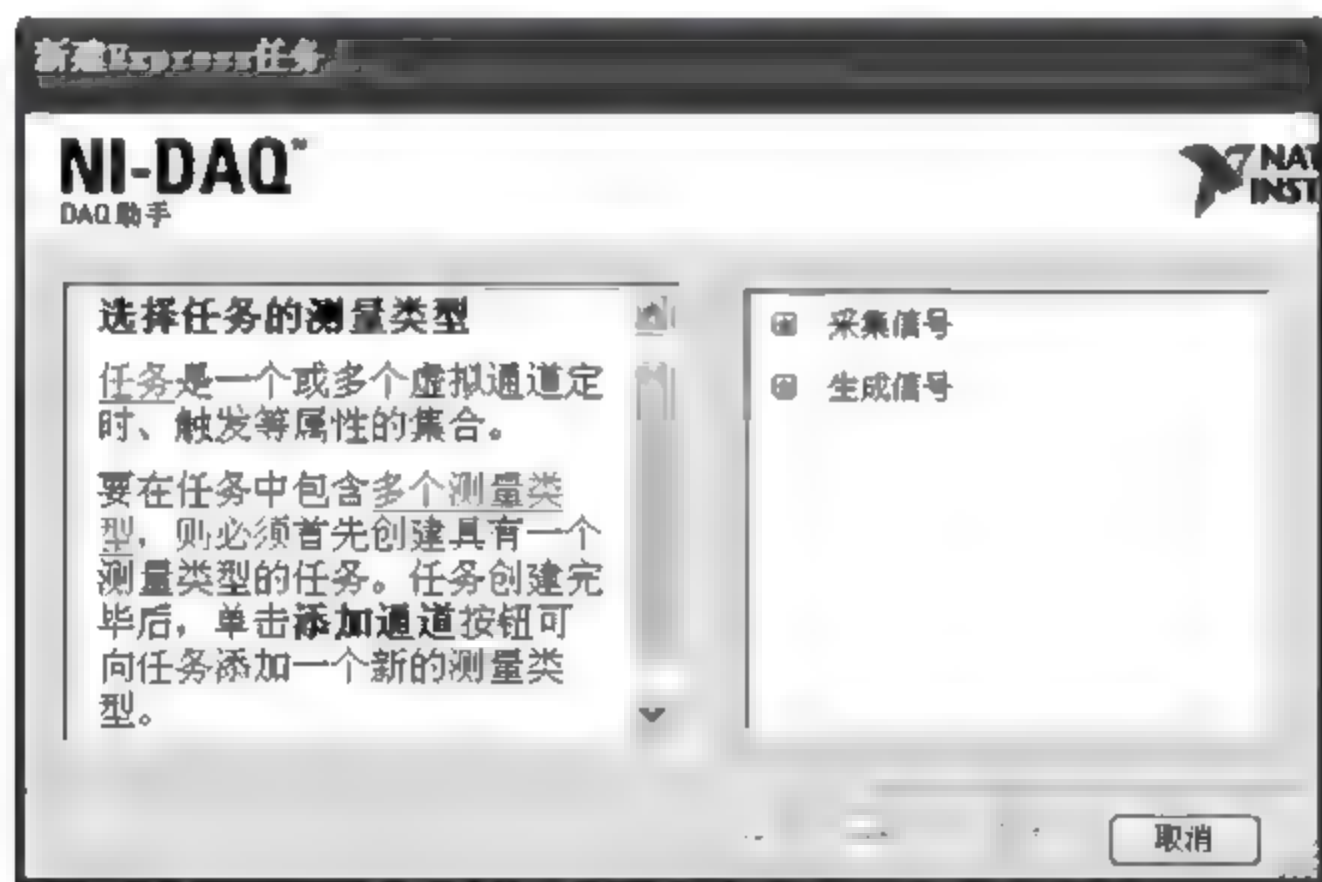 新建Express任务
NI-DAQ™
DAQ 助手
NAT
INST
选择任务的测量类型
任务是一个或多个虚拟通道定
时、触发等属性的集合。
要在任务中包含多个测量类
型，则必须首先创建具有一个
测量类型的任务。任务创建完
毕后，单击添加通道按钮可
向任务添加一个新的测量类
型。
采集信号
生成信号
取消